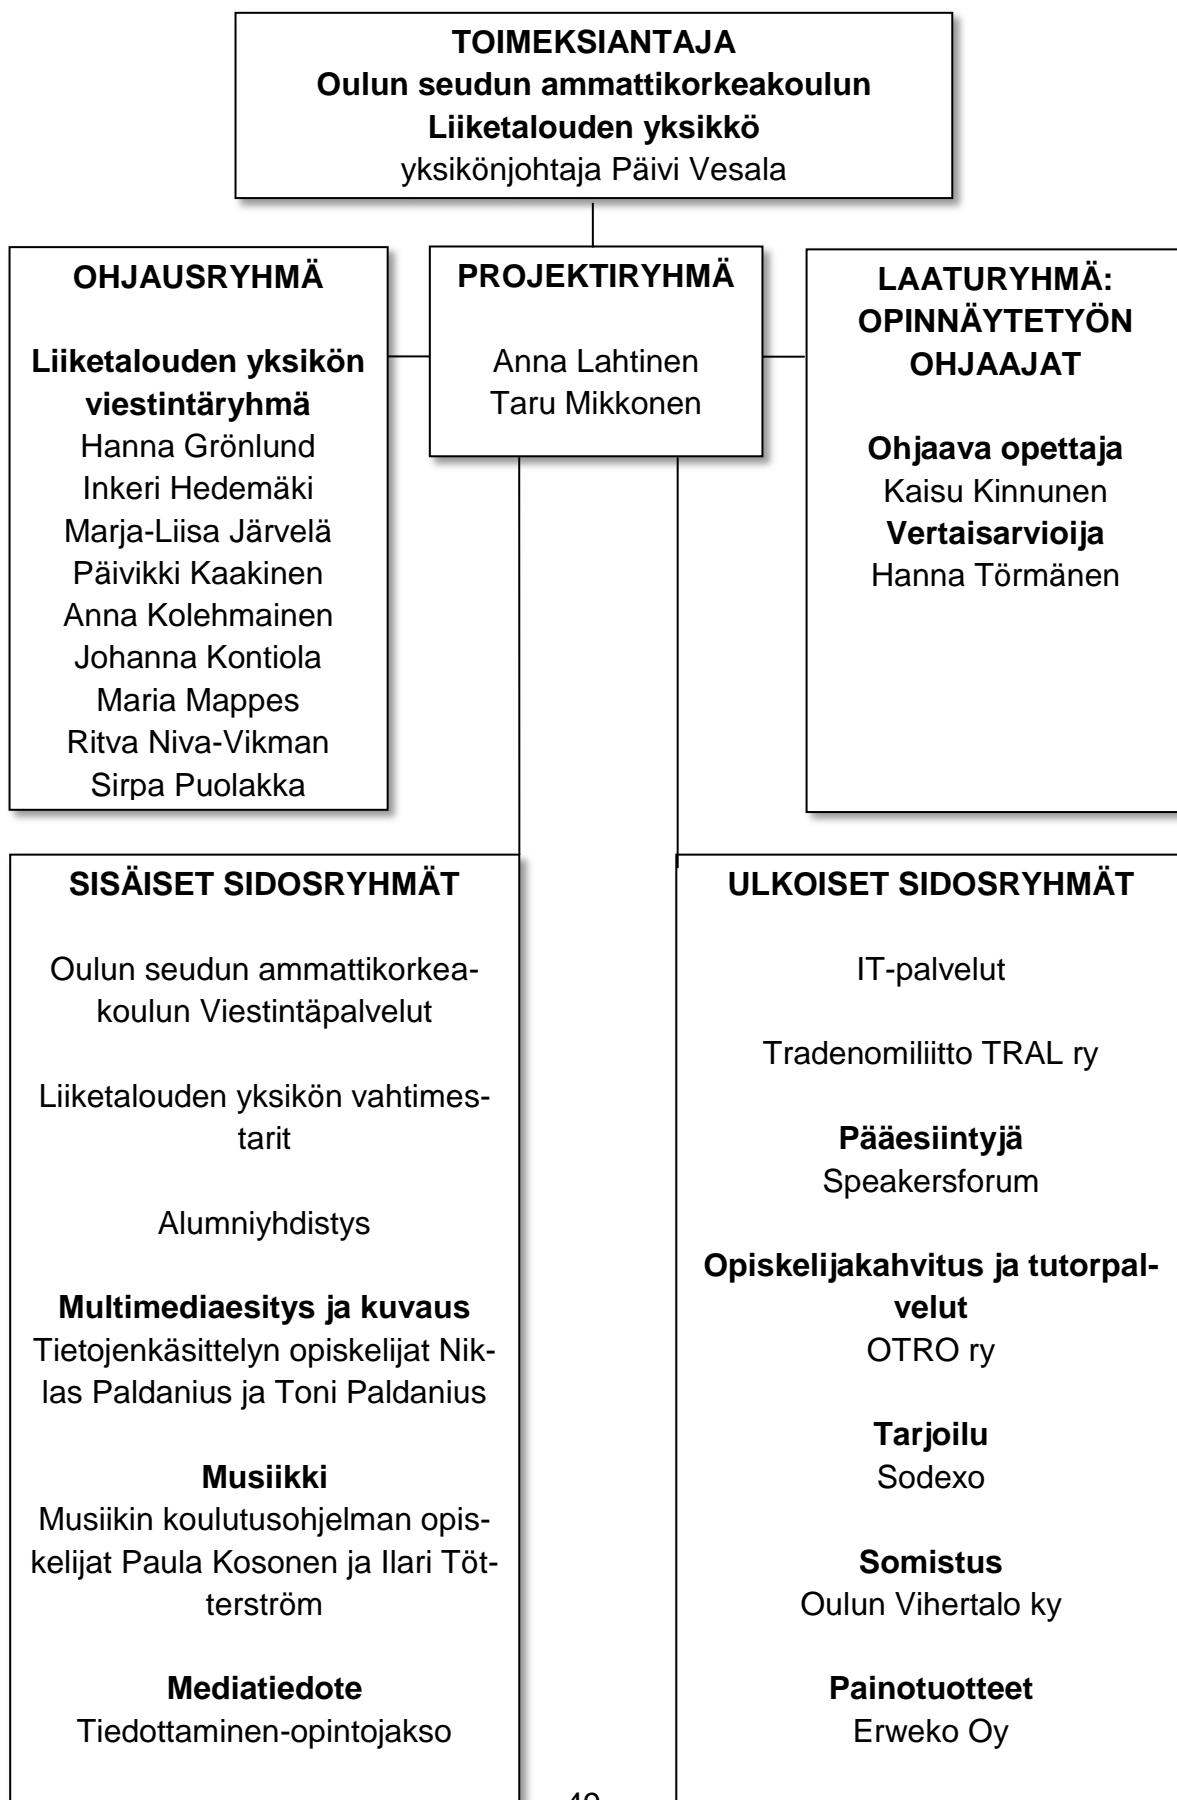 TOIMEKSIANTAJA
Oulun seudun ammattikorkeakoulun
Liiketalouden yksikkö
yksikönjohtaja Päivi Vesala
OHJAUSRYHMÄ
Liiketalouden yksikön
viestintäryhmä
Hanna Grönlund
Inkeri Hedemäki
Marja-Liisa Järvelä
Päivikki Kaakinen
Anna Kolehmainen
Johanna Kontiola
Maria Mappes
Ritva Niva-Vikman
Sirpa Puolakka
PROJEKTIRYHMÄ
Anna Lahtinen
Taru Mikkonen
LAATURYHMÄ:
OPINNÄYTETYÖN
OHJAAJAT
Ohjaava opettaja
Kaisu Kinnunen
Vertaisarvioija
Hanna Törmänen
SISÄISET SIDOSRYHMÄT
Oulun seudun ammattikorkea-
koulun Viestintäpalvelut
Liiketalouden yksikön vahtimes-
tarit
Alumniyhdistys
Multimediaesitys ja kuvaus
Tietojenkäsittelyn opiskelijat Nik-
las Paldanius ja Toni Paldanius
Musiikki
Musiikin koulutusohjelman opis-
kelijat Paula Kosonen ja Ilari Töt-
terström
Mediatiedote
Tiedottaminen-opintojakso
ULKOISET SIDOSRYHMÄT
IT-palvelut
Tradenomiliitto TRAL ry
Pääesiintyjä
Speakersforum
Opiskelijakahvitus ja tutorpal-
velut
OTRO ry
Tarjoilu
Sodexo
Somistus
Oulun Vihertalo ky
Painotuotteet
Erweko Oy